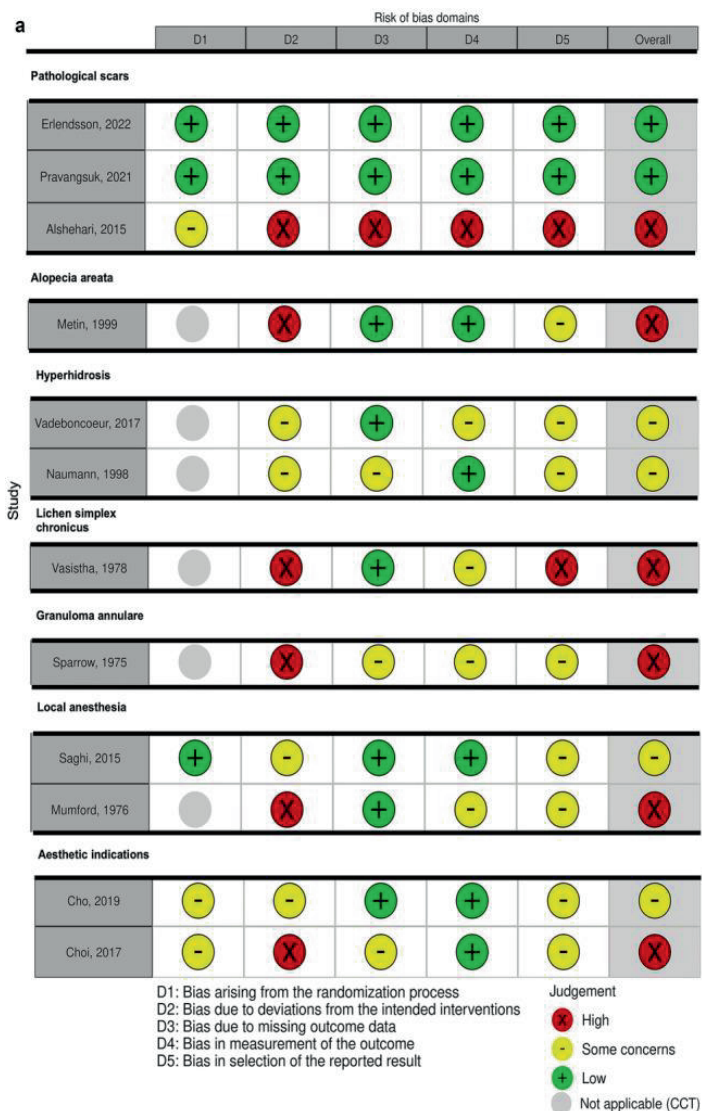 a
Risk of bias domains
D1 D2 D3 D4 D5 Overall
Study
Pathological scars
Erlendsson, 2022 + + + + + +
Pravangsuk, 2021 + + + + + +
Alshehari, 2015 - X X X X X
Alopecia areata
Metin, 1999 X + + - X
Hyperhidrosis
Vadeboncoeur, 2017 - + - - -
Naumann, 1998 - - + - -
Lichen simplex
chronicus
Vasistha, 1978 X + - X X
Granuloma annulare
Sparrow, 1975 X - - - X
Local anesthesia
Saghi, 2015 + - + + - -
Mumford, 1976 X + - - X
Aesthetic indications
Cho, 2019 - - + + - -
Choi, 2017 - X - + - X
D1: Bias arising from the randomization process
D2: Bias due to deviations from the intended interventions
D3: Bias due to missing outcome data
D4: Bias in measurement of the outcome
D5: Bias in selection of the reported result
Judgement
X High
- Some concerns
+ Low
Not applicable (CCT)